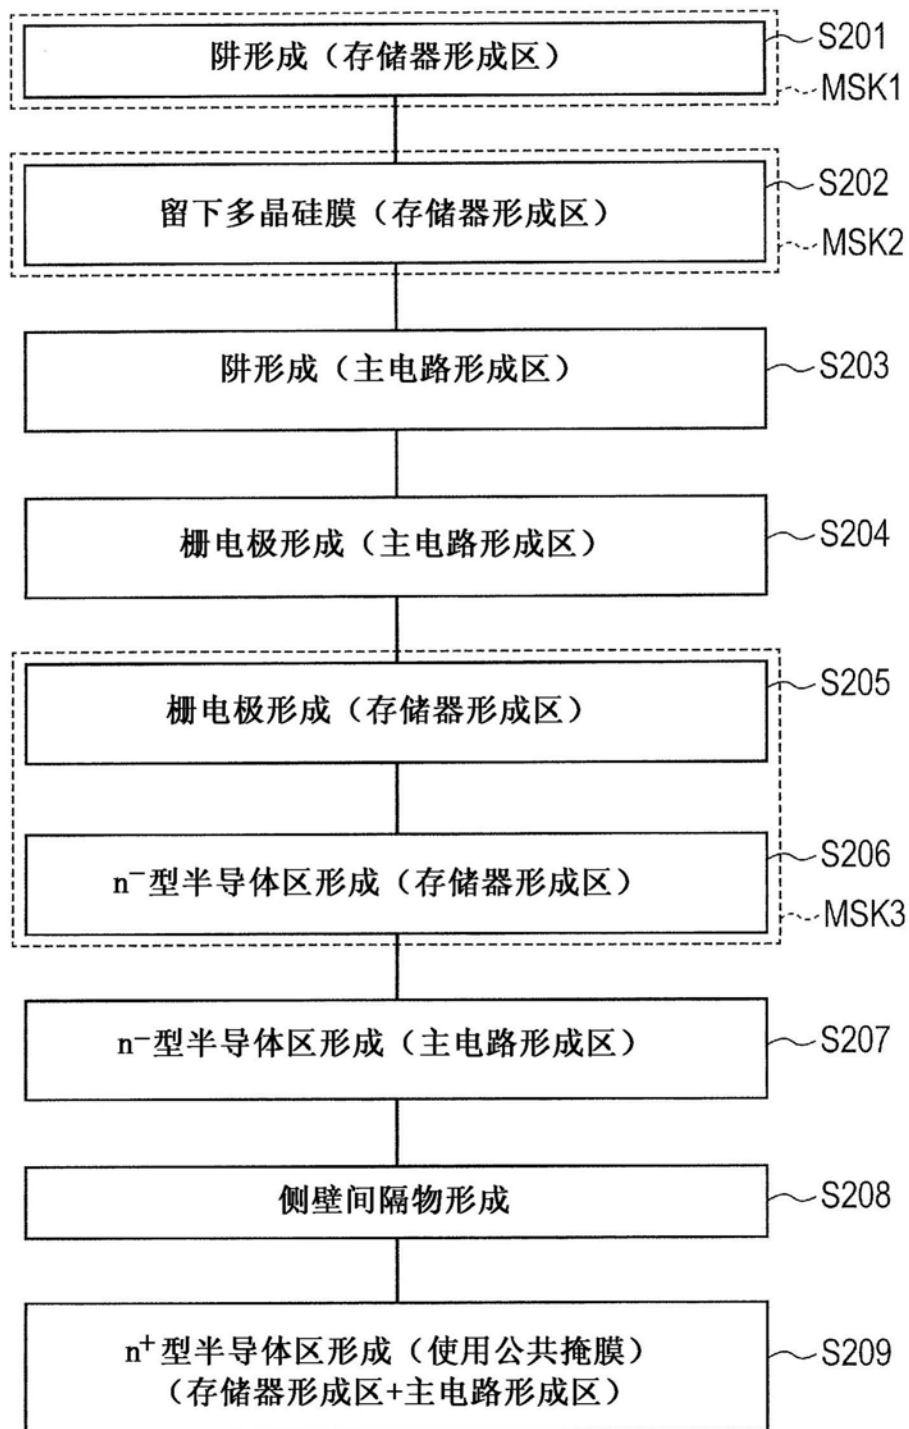 阱形成（存储器形成区）
S201
MSK1
留下多晶硅膜（存储器形成区）
S202
MSK2
阱形成（主电路形成区）
S203
栅电极形成（主电路形成区）
S204
栅电极形成（存储器形成区）
S205
n⁻型半导体区形成（存储器形成区）
S206
MSK3
n⁻型半导体区形成（主电路形成区）
S207
侧壁间隔物形成
S208
n⁺型半导体区形成（使用公共掩膜）
（存储器形成区+主电路形成区）
S209